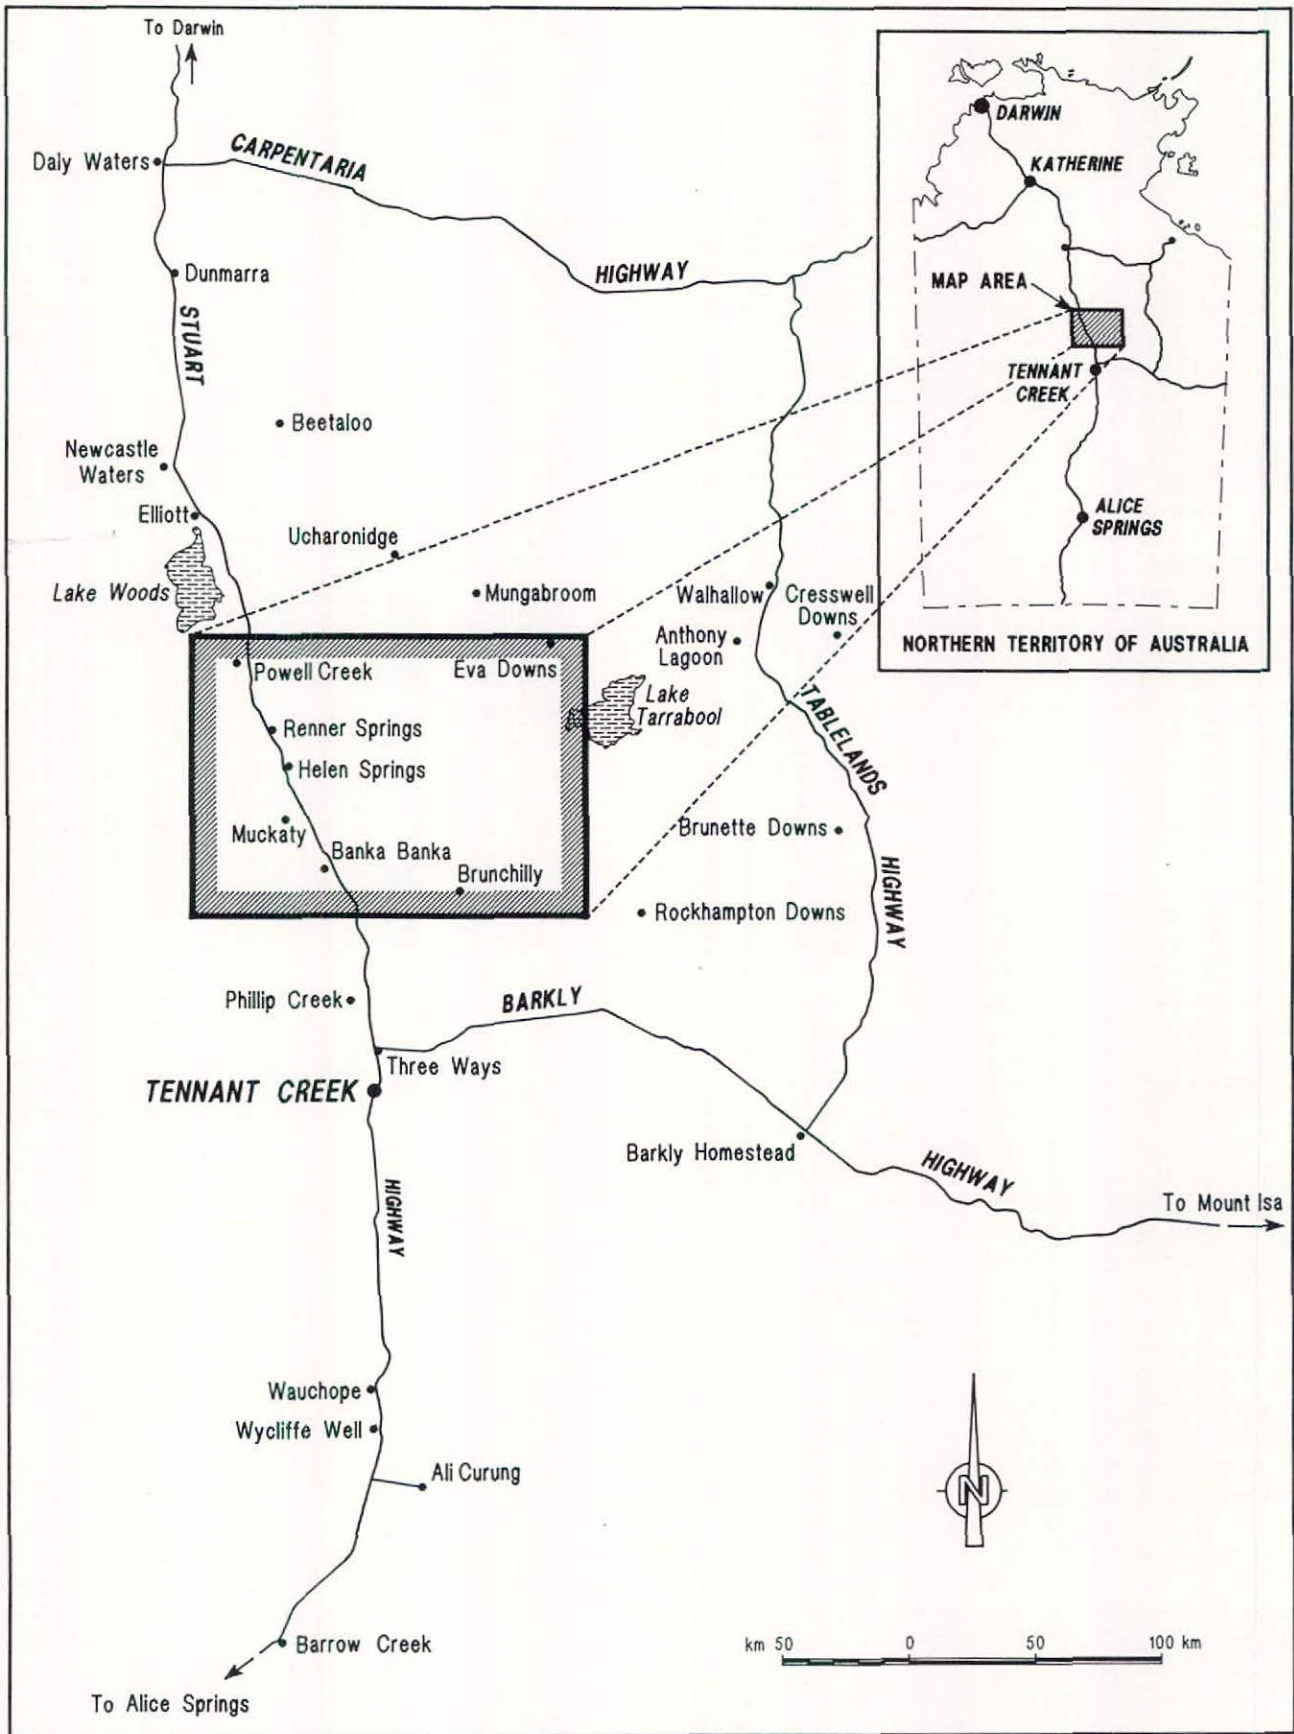 To Darwin
Daly Waters
CARPENTARIA
HIGHWAY
Dunmarra
STUART
Beetaloo
Newcastle
Waters
Elliott
Ucharonidge
Lake Woods
Mungabroom
Walhallow
Cresswell
Downs
Anthony
Lagoon
Powell Creek
Eva Downs
Lake
Tarrabool
TABLELANDS
HIGHWAY
Renner Springs
Helen Springs
Muckaty
Banka Banka
Brunchilly
Brunette Downs
Rockhampton Downs
Phillip Creek
BARKLY
HIGHWAY
Three Ways
TENNANT CREEK
Barkly Homestead
To Mount Isa
HIGHWAY
Wauchope
Wycliffe Well
Ali Curung
Barrow Creek
To Alice Springs
N
km 50 0 50 100 km
DARWIN
KATHERINE
MAP AREA
TENNANT
CREEK
ALICE
SPRINGS
NORTHERN TERRITORY OF AUSTRALIA